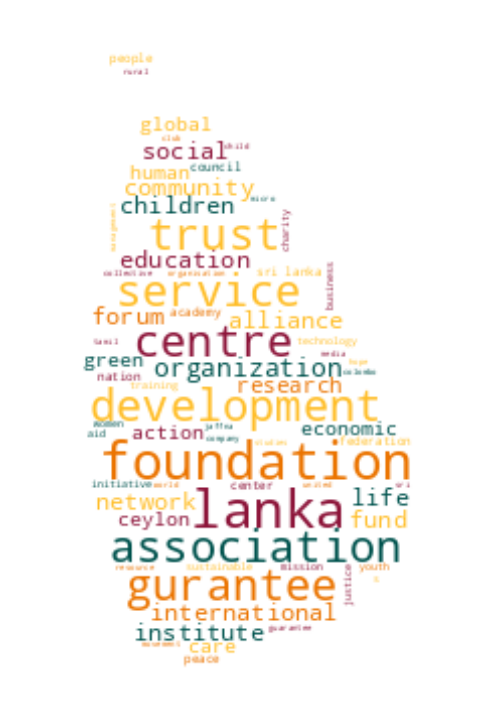 people
rural
global
club
social child
human council
community
children micro
management
trust charity
education
collective organisation sri lanka
business
service
forum academy alliance
centre
tamil technology
media
green organization hope
colombo
nation research
training
development
women jaffna economic
aid action company studies federation
foundation
initiative world center united sri
network lanka life
ceylon fund
association
resource sustainable mission youth
s
gurantee justice
international
institute guarantee
movement care
peace